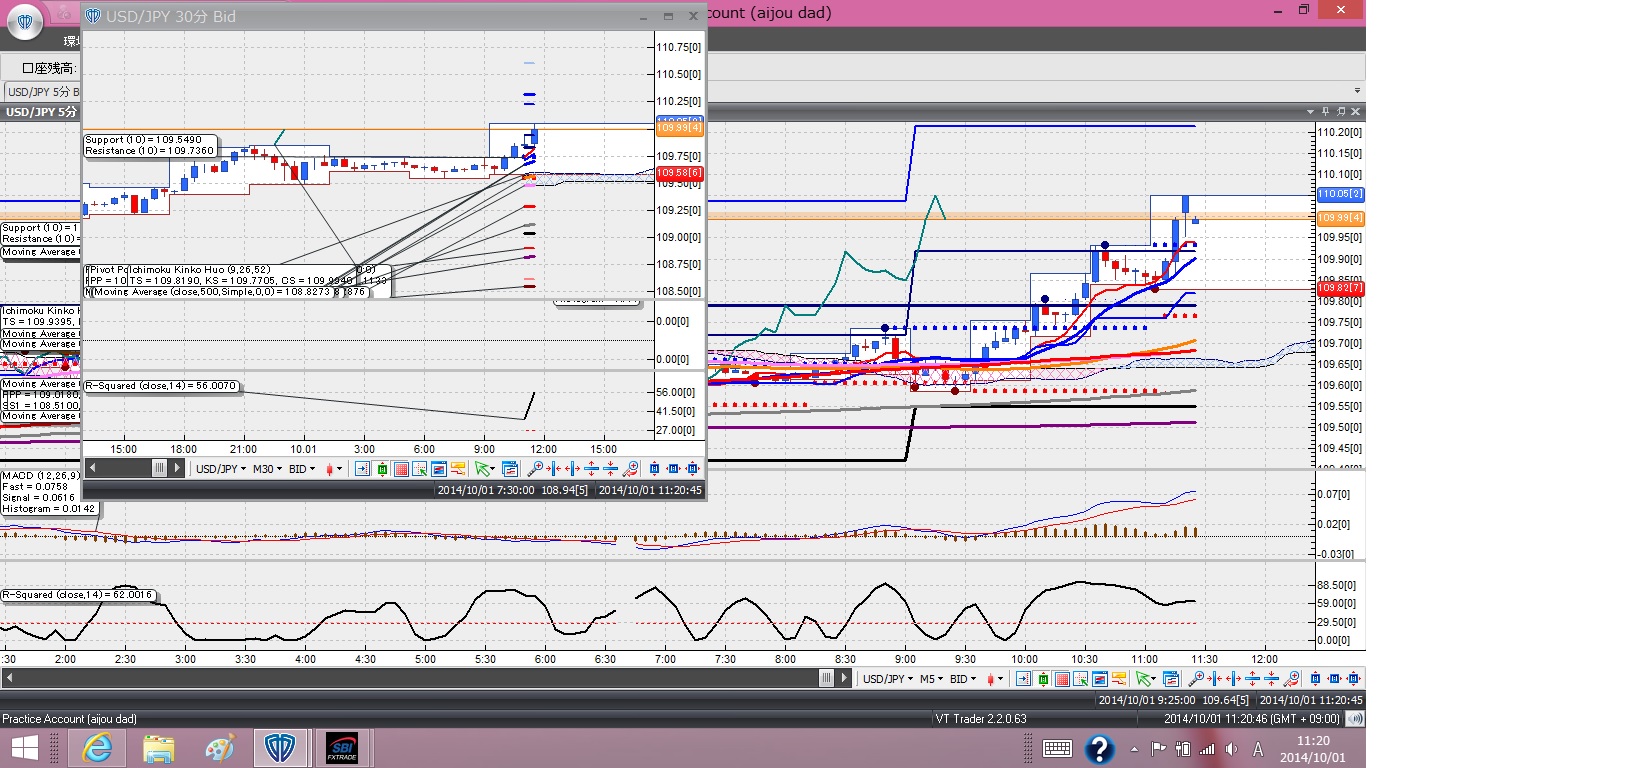 USD/JPY 30分 Bid
count (aijou dad)
口座残高:
USD/JPY 5分 B
USD/JPY 5分
110.75[0]
110.50[0]
110.25[0]
109.99[4]
109.75[0]
109.58[6]
109.50[0]
109.25[0]
109.00[0]
108.75[0]
108.50[0]
Support (10) = 109.5490
Resistance (10) = 109.7360
Ichimoku Kinko Huo (9,26,52)
TS = 109.8190, KS = 109.7705, CS = 109.9940
Moving Average (close,500,Simple,0,0) = 108.8273
0.00[0]
0.00[0]
R-Squared (close,14) = 56.0070
56.00[0]
41.50[0]
27.00[0]
15:00 18:00 21:00 10.01 3:00 6:00 9:00 12:00 15:00
USD/JPY M30 BID
2014/10/01 7:30:00 108.94[5] 2014/10/01 11:20:45
Support (10) = 1
Resistance (10) =
Moving Average (
Ichimoku Kinko H
TS = 109.9395,
Moving Average
Moving Average
Moving Average
HPP = 109.0180,
SS1 = 108.5100,
Moving Average
110.20[0]
110.15[0]
110.10[0]
110.05[2]
109.99[4]
109.95[0]
109.90[0]
109.85[0]
109.82[7]
109.80[0]
109.75[0]
109.70[0]
109.65[0]
109.60[0]
109.55[0]
109.50[0]
109.45[0]
MACD (12,26,9)
Fast = 0.0758
Signal = 0.0616
Histogram = 0.0142
0.07[0]
0.02[0]
-0.03[0]
R-Squared (close,14) = 62.0016
88.50[0]
59.00[0]
29.50[0]
0.00[0]
:30 2:00 2:30 3:00 3:30 4:00 4:30 5:00 5:30 6:00 6:30 7:00 7:30 8:00 8:30 9:00 9:30 10:00 10:30 11:00 11:30 12:00
USD/JPY M5 BID
2014/10/01 9:25:00 109.64[5] 2014/10/01 11:20:45
Practice Account (aijou dad) VT Trader 2.2.0.63 2014/10/01 11:20:46 (GMT + 09:00)
SBI
FXTRADE
A
11:20
2014/10/01